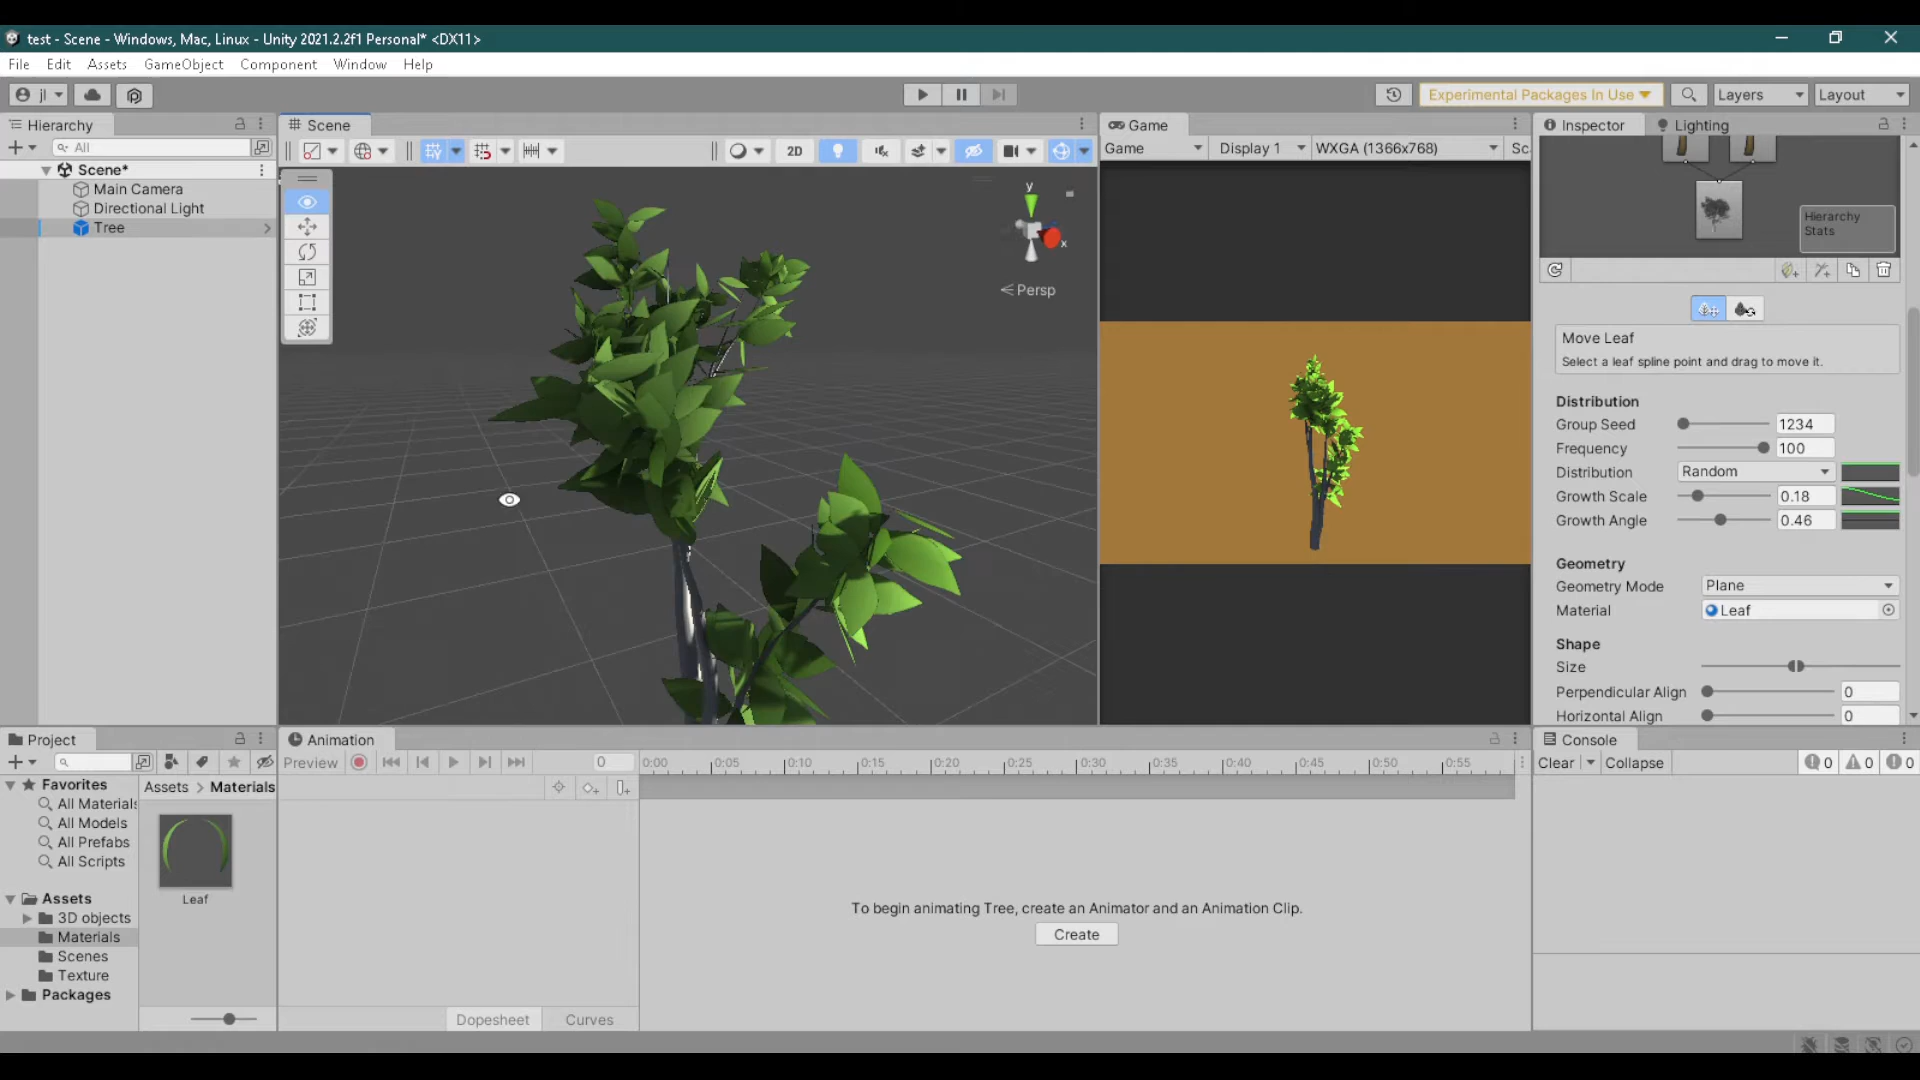 test - Scene - Windows, Mac, Linux - Unity 2021.2.2f1 Personal* <DX11>
File Edit Assets GameObject Component Window Help
jl
Experimental Packages In Use
Layers
Layout
Hierarchy
All
Scene*
Main Camera
Directional Light
Tree
Scene
2D
y
x
Persp
Game
Game
Display 1
WXGA (1366x768)
Sc
Inspector
Lighting
Hierarchy
Stats
Move Leaf
Select a leaf spline point and drag to move it.
Distribution
Group Seed 1234
Frequency 100
Distribution Random
Growth Scale 0.18
Growth Angle 0.46
Geometry
Geometry Mode Plane
Material Leaf
Shape
Size
Perpendicular Align 0
Horizontal Align 0
Project
Favorites
All Materials
All Models
All Prefabs
All Scripts
Assets
3D objects
Materials
Scenes
Texture
Packages
Assets > Materials
Leaf
Animation
Preview
0
0:00 0:05 0:10 0:15 0:20 0:25 0:30 0:35 0:40 0:45 0:50 0:55
To begin animating Tree, create an Animator and an Animation Clip.
Create
Dopesheet Curves
Console
Clear Collapse 0 0 0